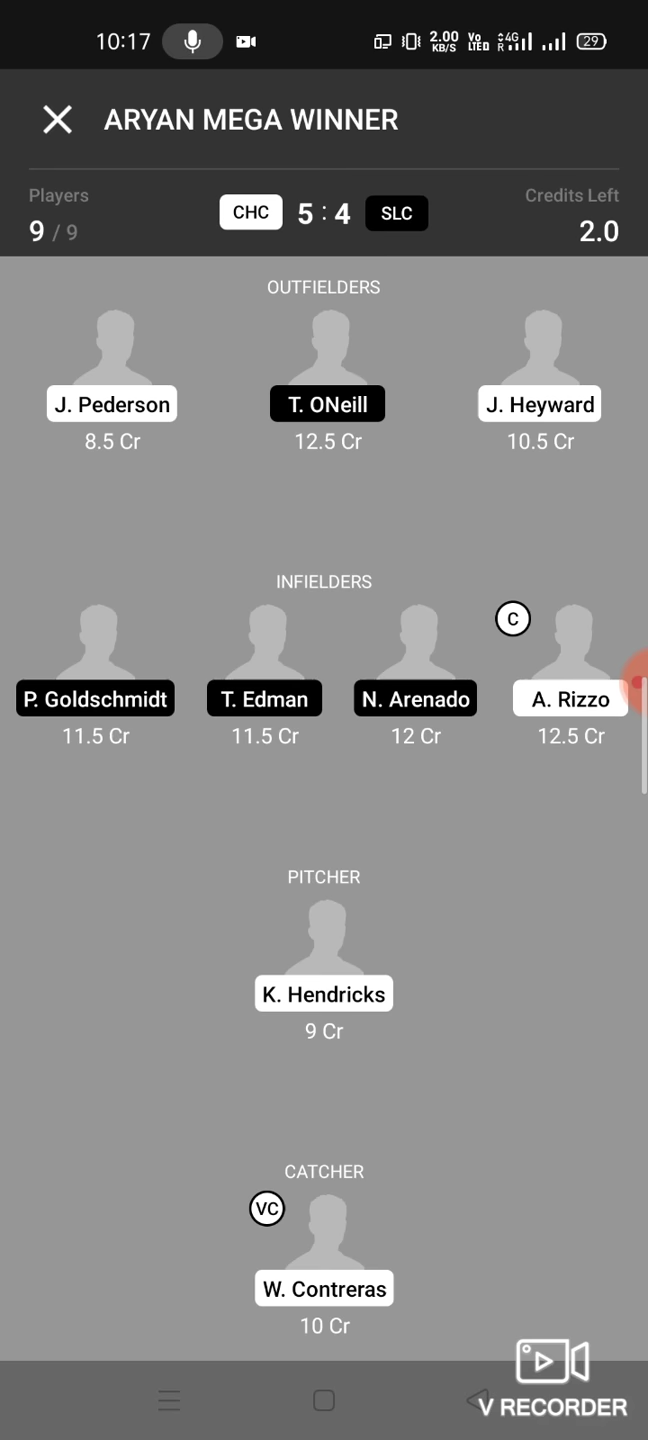 10:17 2.00 KB/S Vo LTED 4G R 29
ARYAN MEGA WINNER
Players Credits Left
9 / 9 CHC 5 : 4 SLC 2.0
OUTFIELDERS
J. Pederson T. ONeill J. Heyward
8.5 Cr 12.5 Cr 10.5 Cr
INFIELDERS
C
P. Goldschmidt T. Edman N. Arenado A. Rizzo
11.5 Cr 11.5 Cr 12 Cr 12.5 Cr
PITCHER
K. Hendricks
9 Cr
CATCHER
VC
W. Contreras
10 Cr
V RECORDER